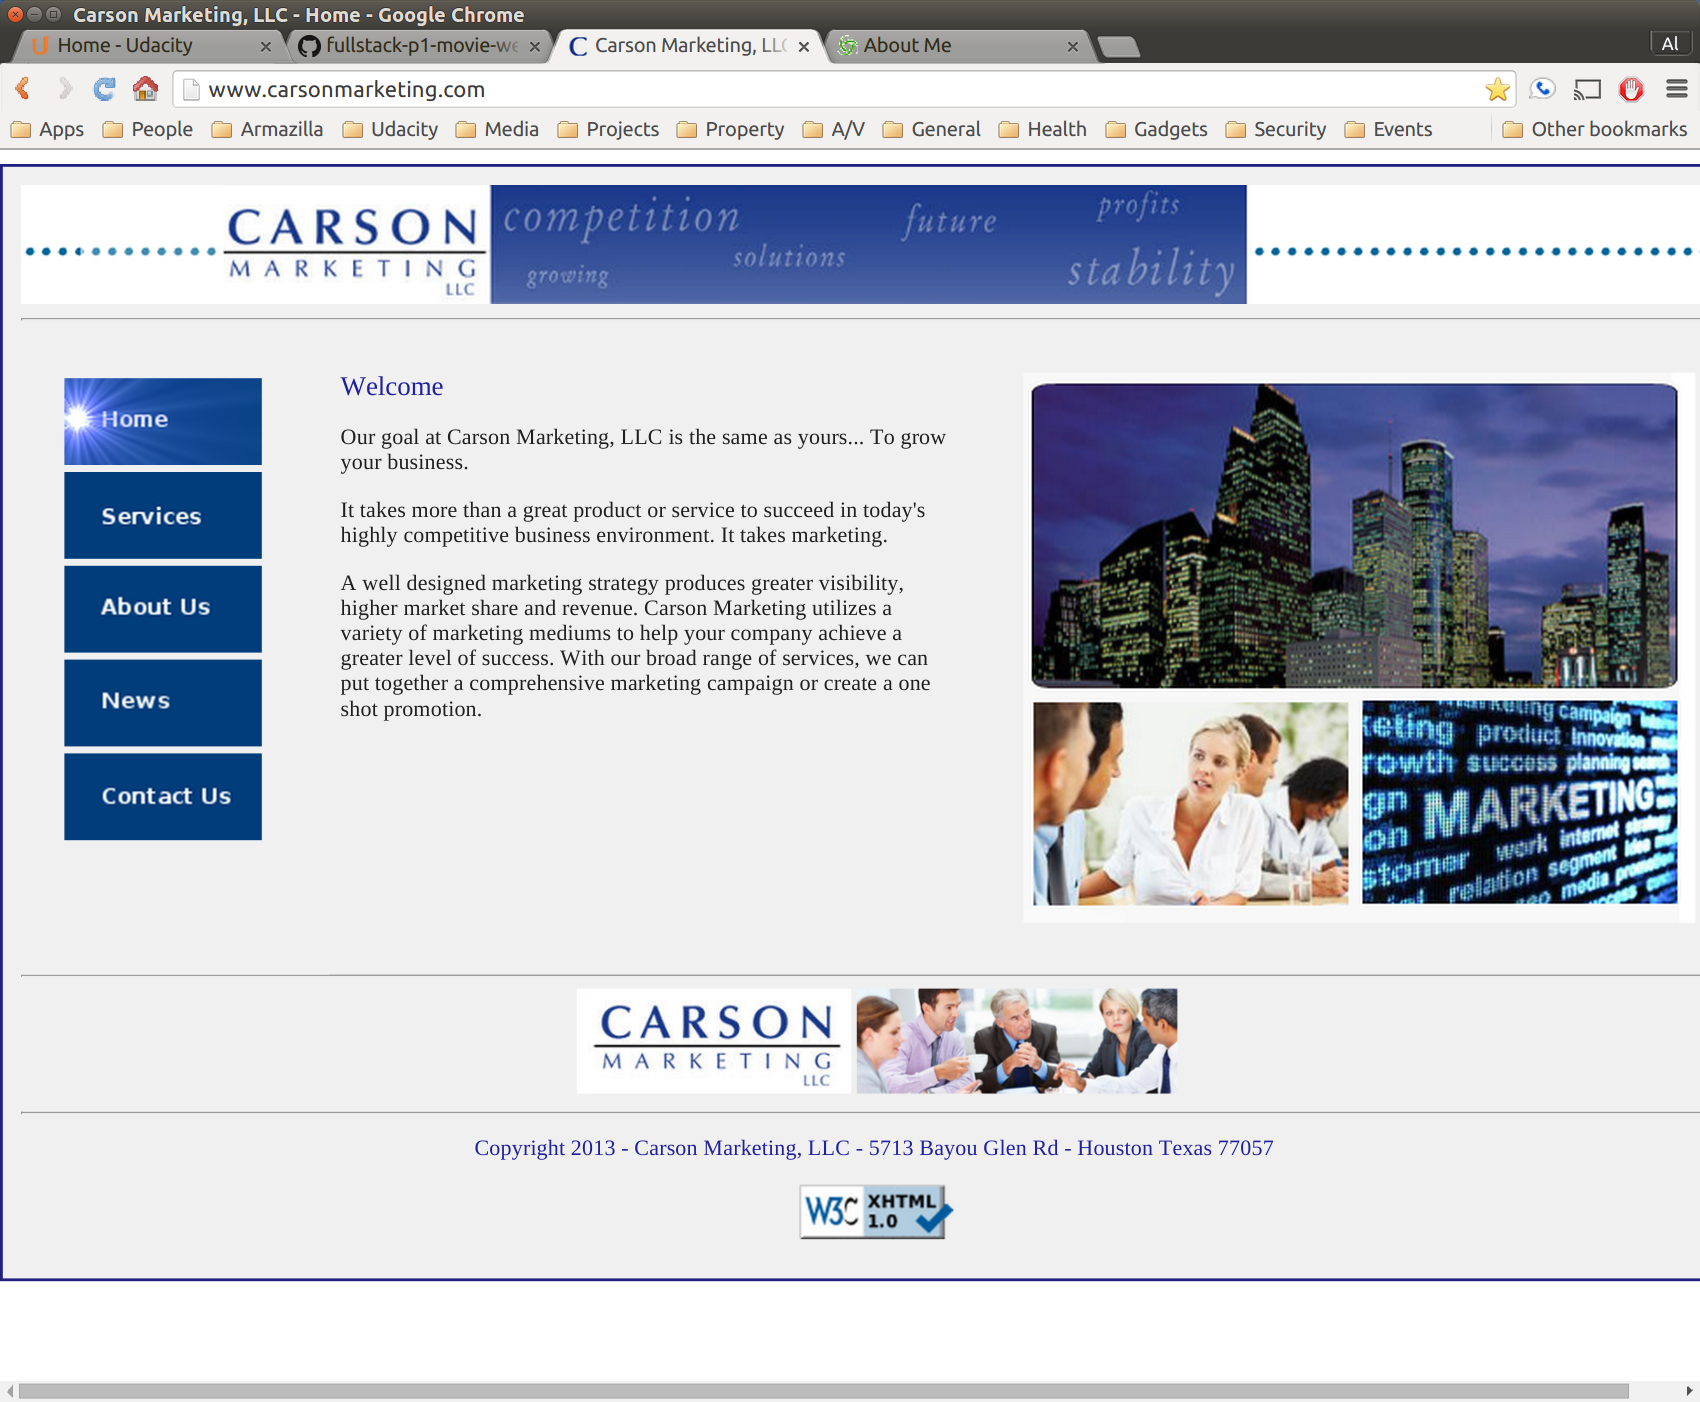 Carson Marketing, LLC - Home - Google Chrome
Home - Udacity
fullstack-p1-movie-we
Carson Marketing, LLC
About Me
Al
www.carsonmarketing.com
Apps People Armazilla Udacity Media Projects Property A/V General Health Gadgets Security Events Other bookmarks
CARSON
MARKETING
LLC
competition
future
profits
solutions
growing
stability
Home
Services
About Us
News
Contact Us
Welcome
Our goal at Carson Marketing, LLC is the same as yours... To grow
your business.
It takes more than a great product or service to succeed in today's
highly competitive business environment. It takes marketing.
A well designed marketing strategy produces greater visibility,
higher market share and revenue. Carson Marketing utilizes a
variety of marketing mediums to help your company achieve a
greater level of success. With our broad range of services, we can
put together a comprehensive marketing campaign or create a one
shot promotion.
keting campaign
eting product Innovation
rowth success planning search
gn MARKETING
on work internet strategy
stomer segment idea
relation media
CARSON
MARKETING
LLC
Copyright 2013 - Carson Marketing, LLC - 5713 Bayou Glen Rd - Houston Texas 77057
W3C XHTML
1.0